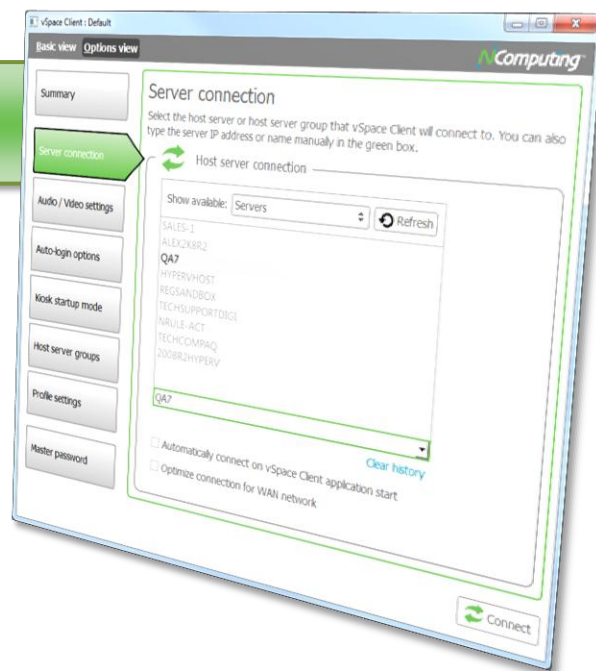 vSpace Client : Default
Basic view Options view
NComputing
Summary
Server connection
Audio / Video settings
Auto-login options
Kiosk startup mode
Host server groups
Profile settings
Master password
Server connection
Select the host server or host server group that vSpace Client will connect to. You can also
type the server IP address or name manually in the green box.
Host server connection
Show available: Servers Refresh
SALES-1
ALEX2K8R2
QA7
HYPERVHOST
REGSANDBOX
TECHSUPPORTDIGI
NRULE-ACT
TECHCOMPAQ
2008R2HYPERV
QA7
Clear history
Automatically connect on vSpace Client application start
Optimize connection for WAN network
Connect